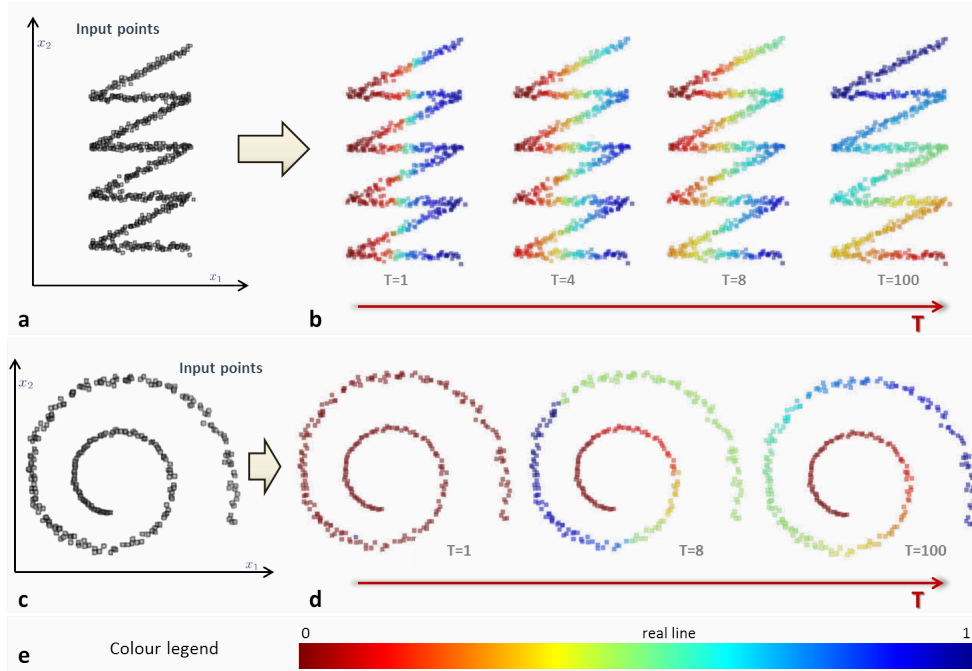 Input points
x₂
x₁
a
T=1
T=4
T=8
T=100
b
T
Input points
x₂
x₁
c
T=1
T=8
T=100
d
T
0
real line
1
Colour legend
e